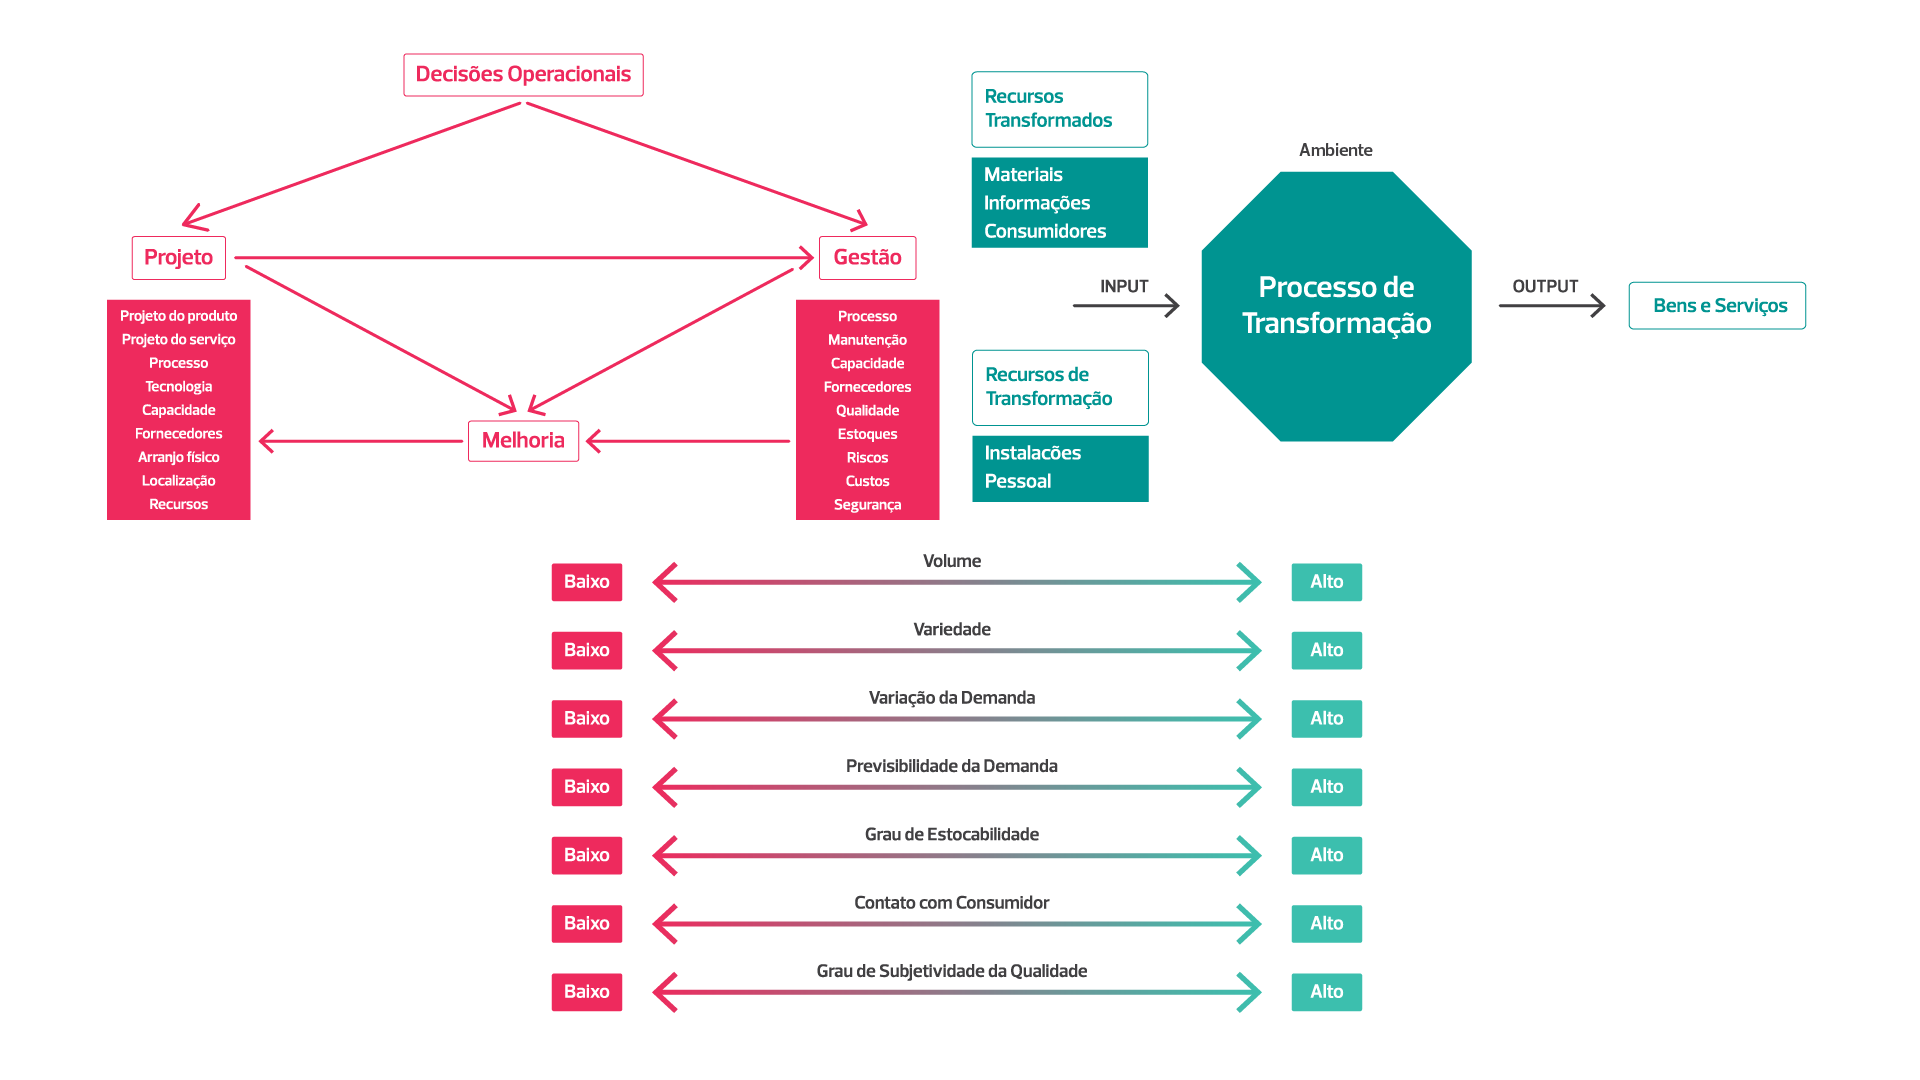 Decisões Operacionais
Projeto
Gestão
Projeto do produto
Projeto do serviço
Processo
Tecnologia
Capacidade
Fornecedores
Arranjo físico
Localização
Recursos
Melhoria
Processo
Manutenção
Capacidade
Fornecedores
Qualidade
Estoques
Riscos
Custos
Segurança
Recursos
Transformados
Materiais
Informações
Consumidores
INPUT
Recursos de
Transformação
Instalacões
Pessoal
Ambiente
Processo de
Transformação
OUTPUT
Bens e Serviços
Volume
Baixo
Alto
Variedade
Baixo
Alto
Variação da Demanda
Baixo
Alto
Previsibilidade da Demanda
Baixo
Alto
Grau de Estocabilidade
Baixo
Alto
Contato com Consumidor
Baixo
Alto
Grau de Subjetividade da Qualidade
Baixo
Alto